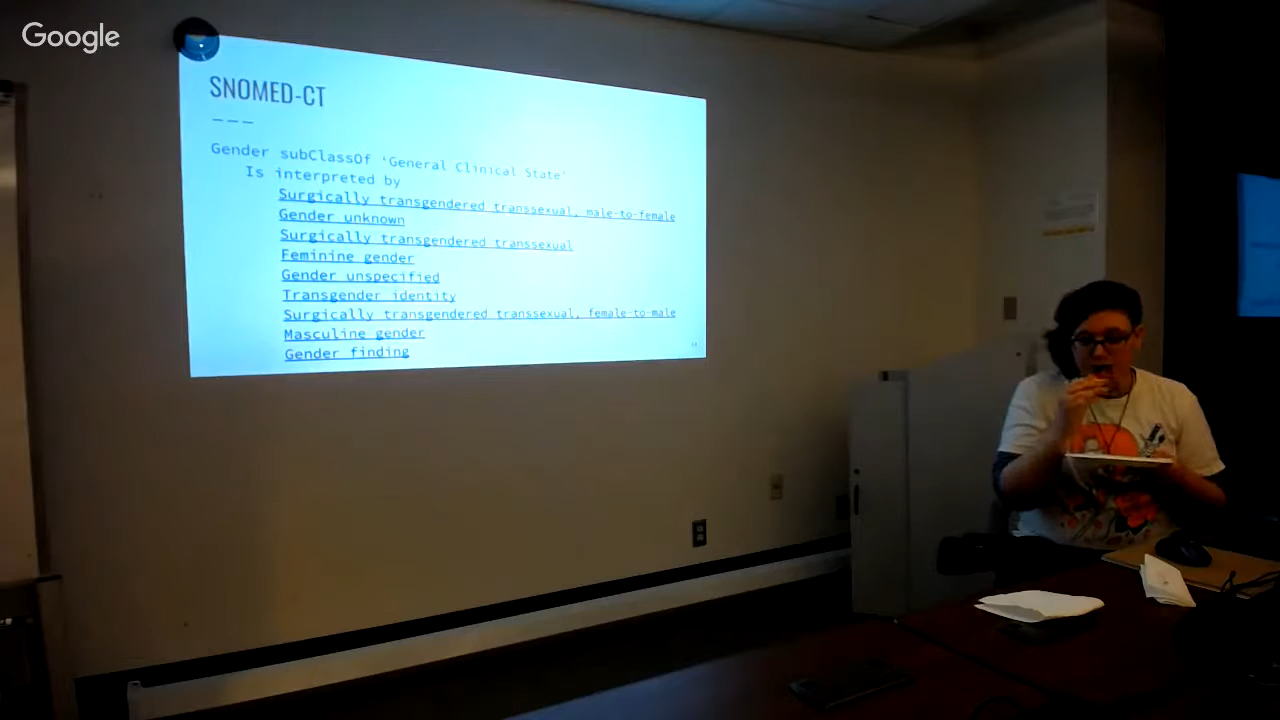 Google
SNOMED-CT
---
Gender subClassOf 'General Clinical State'
Is interpreted by
Surgically transgendered transsexual, male-to-female
Gender unknown
Surgically transgendered transsexual
Feminine gender
Gender unspecified
Transgender identity
Surgically transgendered transsexual, female-to-male
Masculine gender
Gender finding